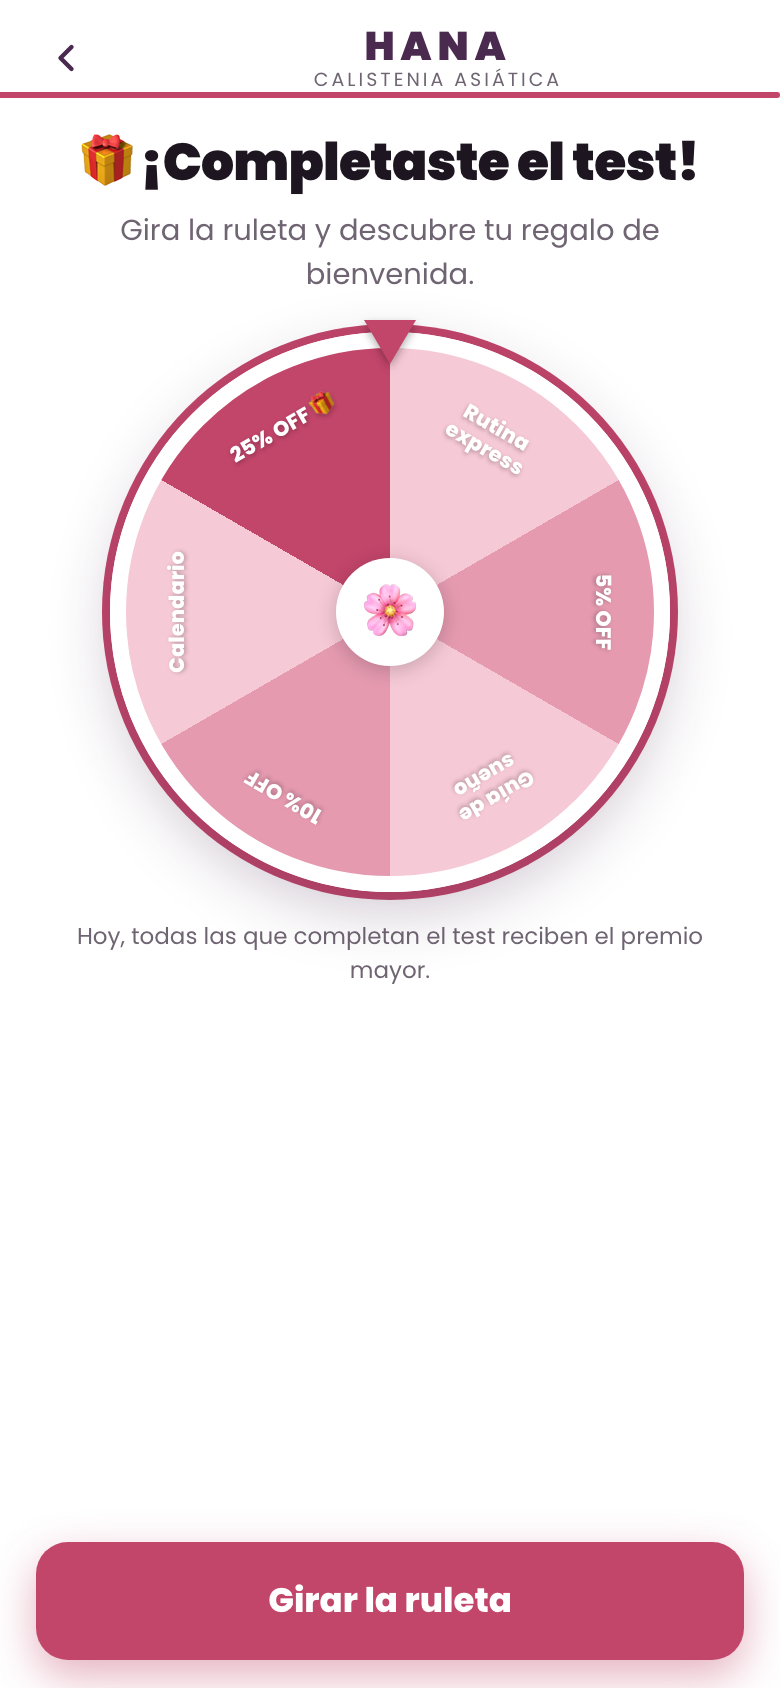 HANA
CALISTENIA ASIÁTICA
¡Completaste el test!
Gira la ruleta y descubre tu regalo de
bienvenida.
25% OFF
Rutina
express
5% OFF
Guía de
sueño
10% OFF
Calendario
Hoy, todas las que completan el test reciben el premio
mayor.
Girar la ruleta